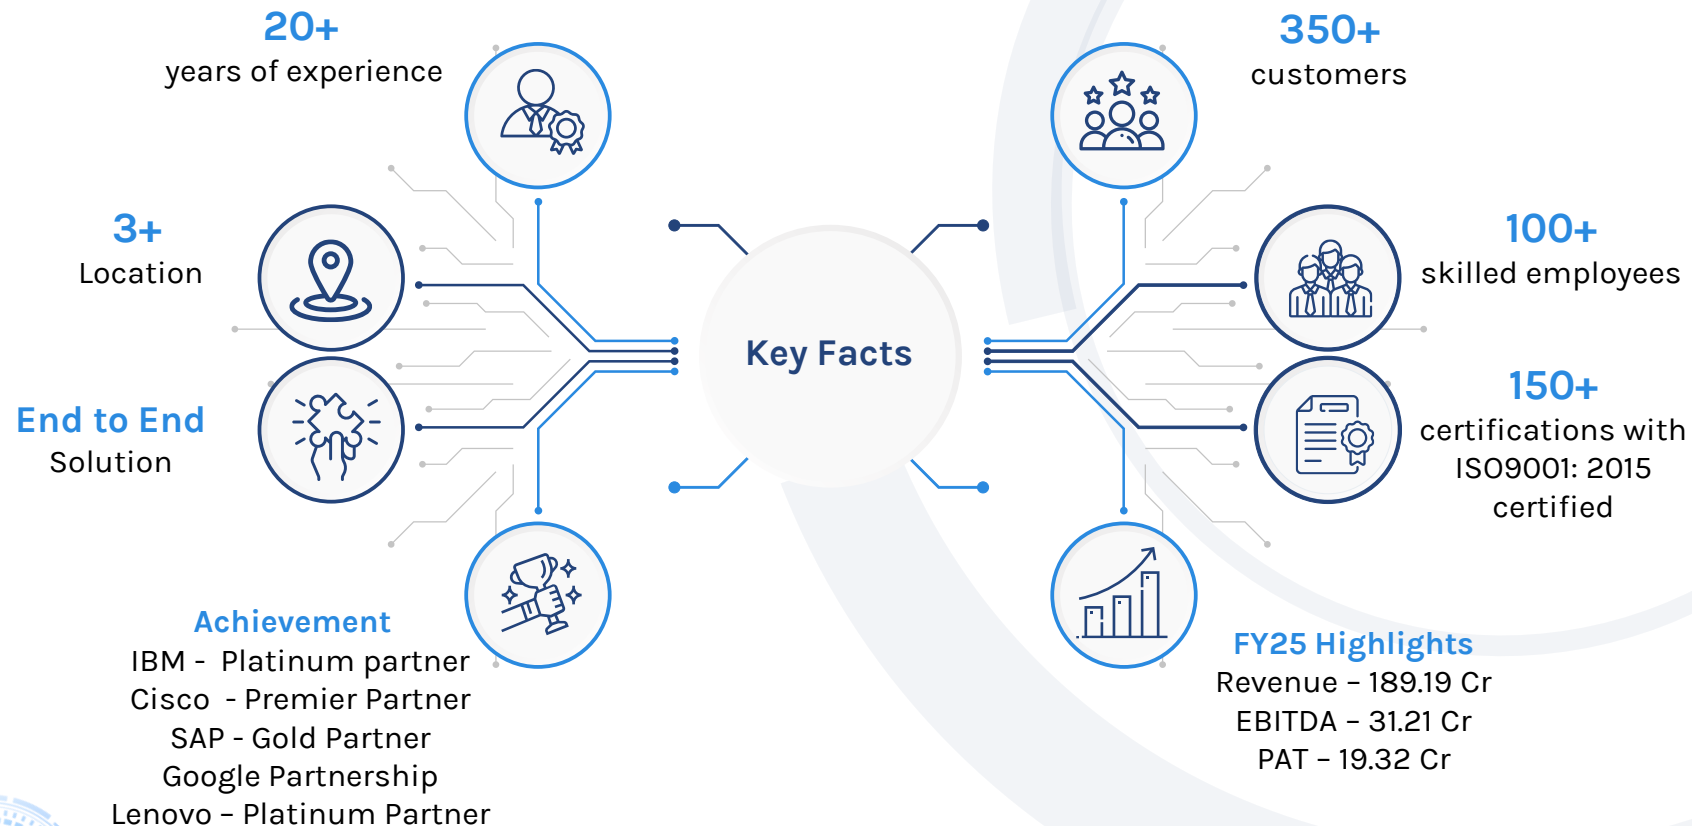 20+
years of experience
3+
Location
End to End
Solution
Achievement
IBM -  Platinum partner
Cisco  - Premier Partner
SAP - Gold Partner
Google Partnership
Lenovo – Platinum Partner
Key Facts
350+
customers
100+
skilled employees
150+
certifications with
ISO9001: 2015
certified
FY25 Highlights
Revenue – 189.19 Cr
EBITDA – 31.21 Cr
PAT – 19.32 Cr